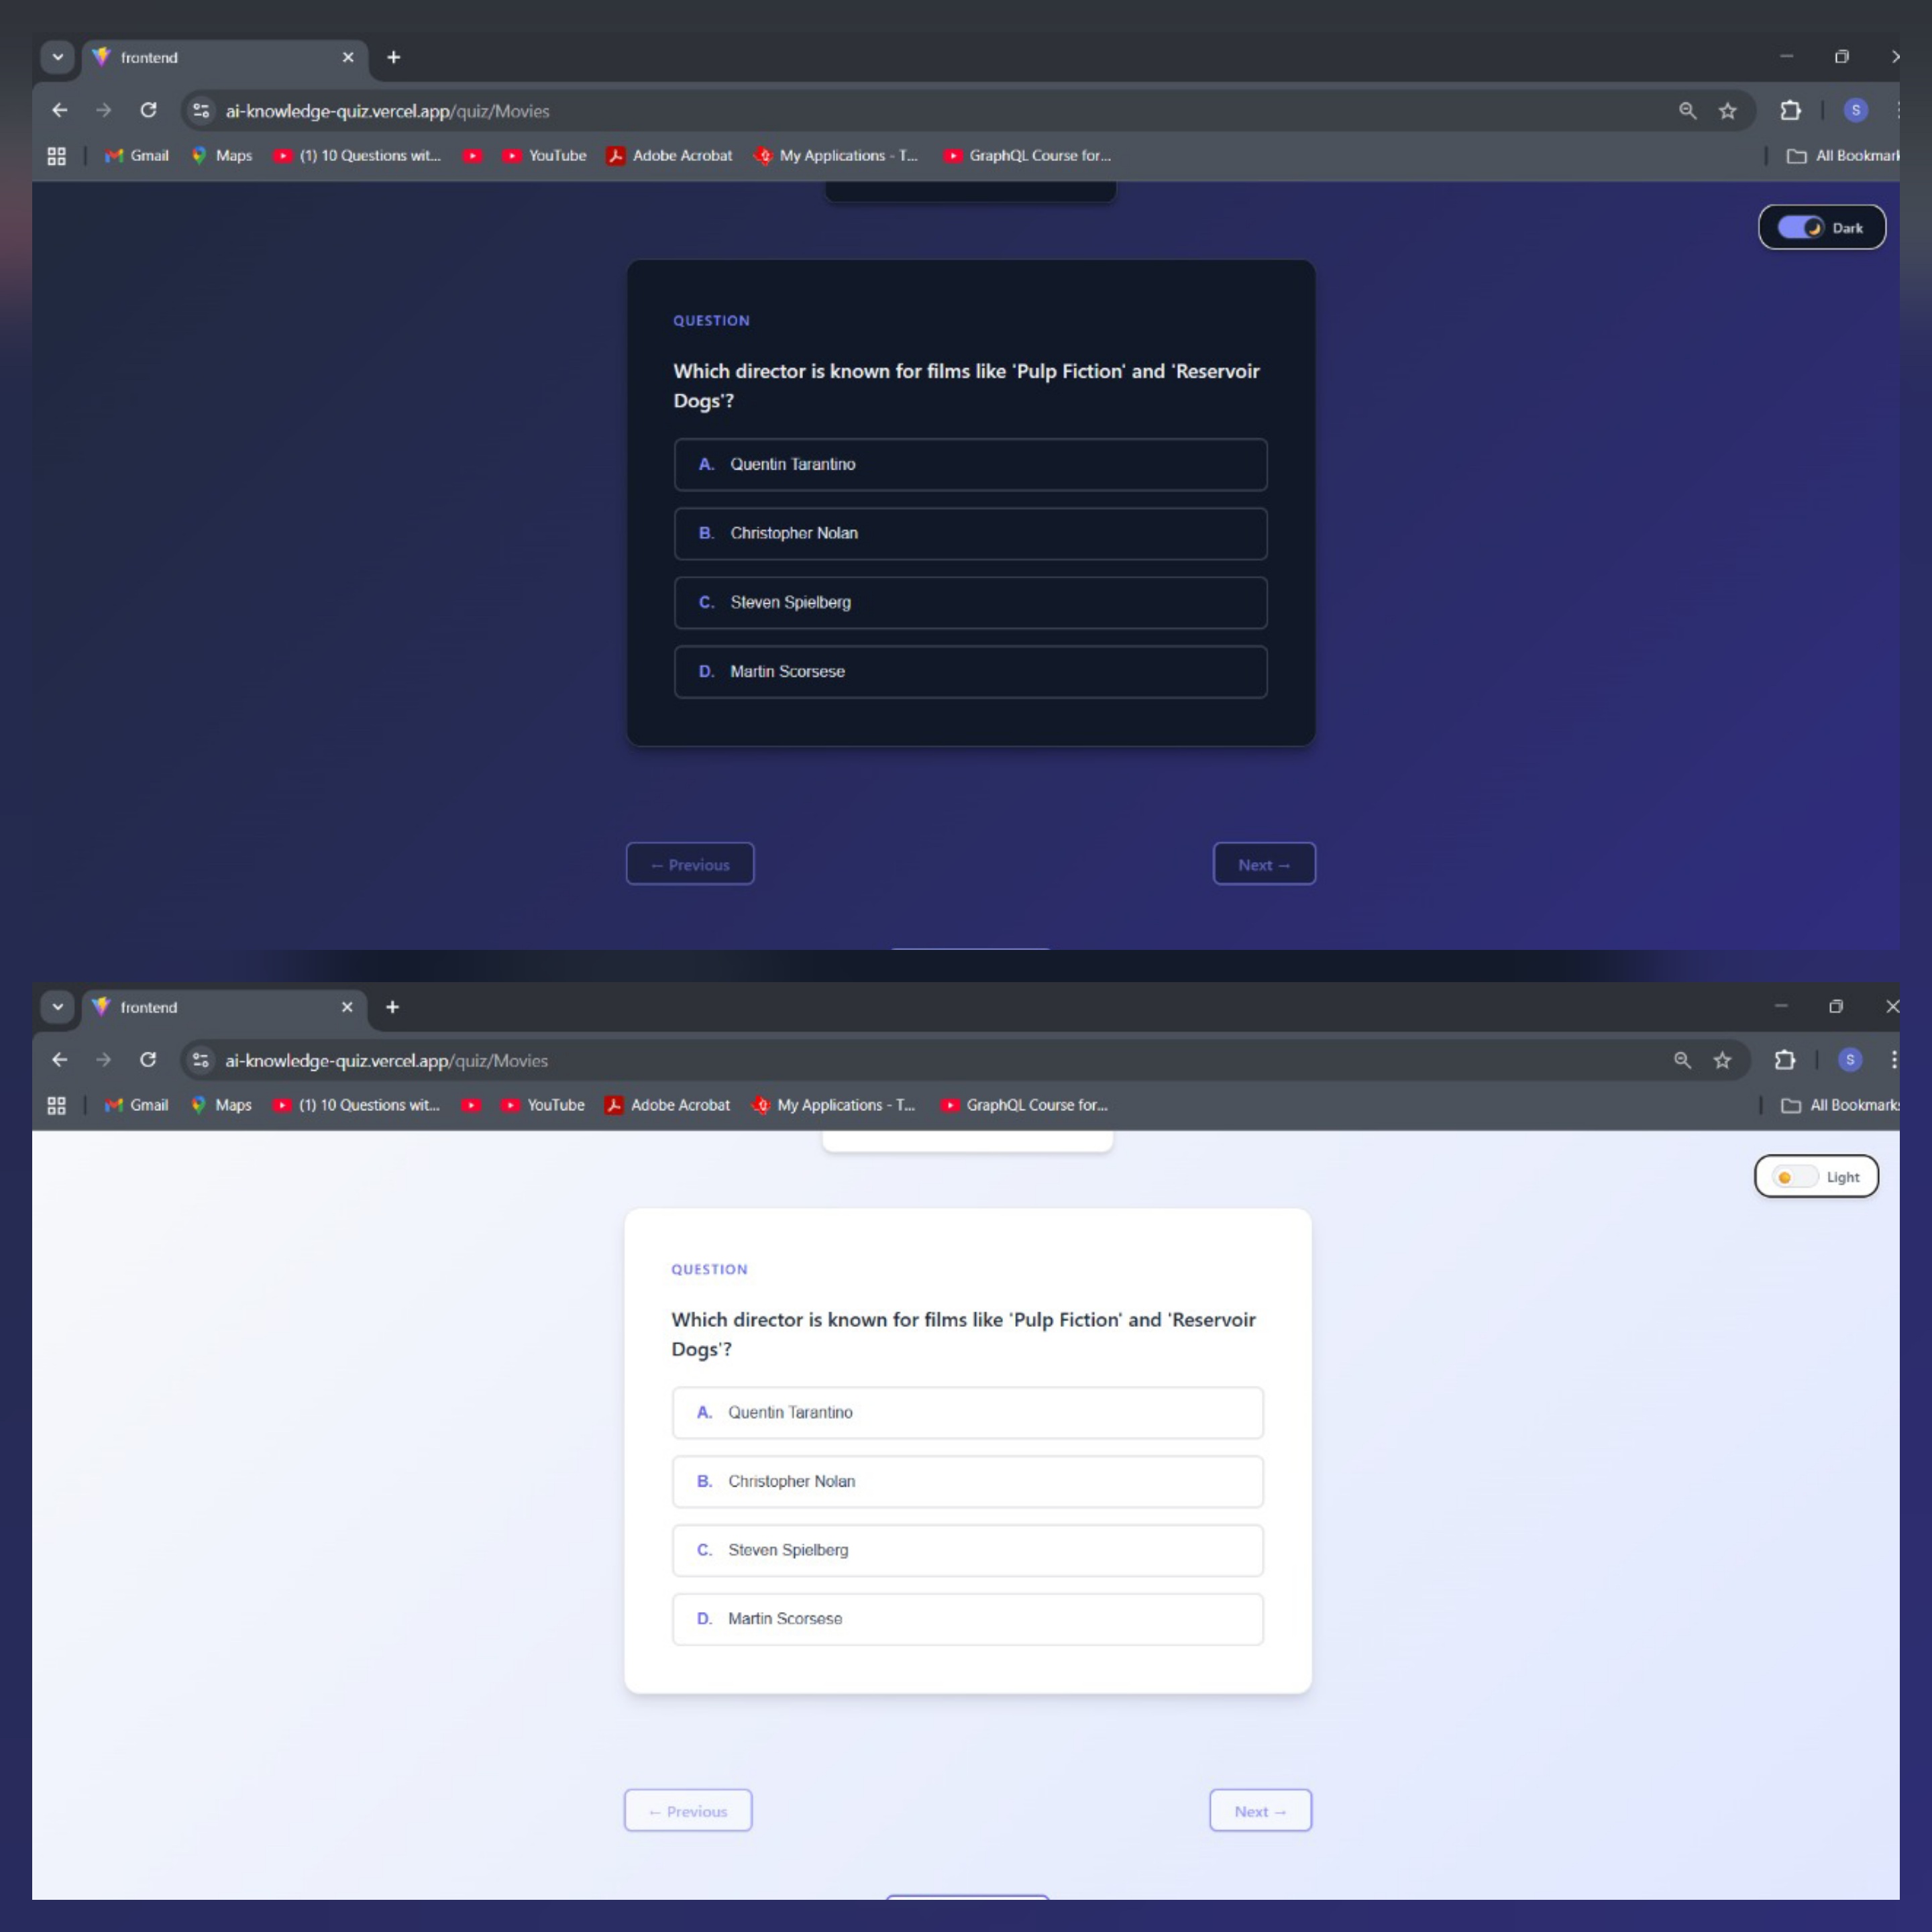 frontend
ai-knowledge-quiz.vercel.app/quiz/Movies
S
Gmail Maps (1) 10 Questions wit... YouTube Adobe Acrobat My Applications - T... GraphQL Course for... All Bookmark
Dark
QUESTION
Which director is known for films like 'Pulp Fiction' and 'Reservoir
Dogs'?
A. Quentin Tarantino
B. Christopher Nolan
C. Steven Spielberg
D. Martin Scorsese
← Previous Next →
frontend
ai-knowledge-quiz.vercel.app/quiz/Movies
S
Gmail Maps (1) 10 Questions wit... YouTube Adobe Acrobat My Applications - T... GraphQL Course for... All Bookmarks
Light
QUESTION
Which director is known for films like 'Pulp Fiction' and 'Reservoir
Dogs'?
A. Quentin Tarantino
B. Christopher Nolan
C. Steven Spielberg
D. Martin Scorsese
← Previous Next →